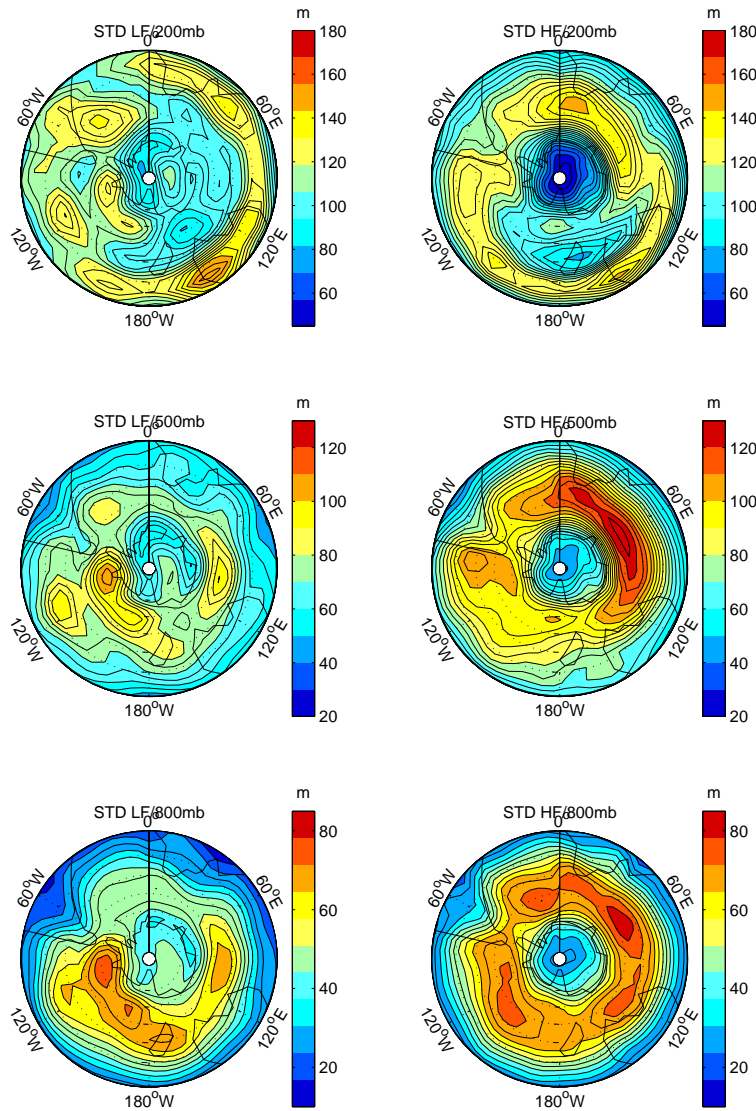 STD LF/200mb
0°
60°W
60°E
120°W
120°E
180°W
m
180
160
140
120
100
80
60
STD HF/200mb
0°
60°W
60°E
120°W
120°E
180°W
m
180
160
140
120
100
80
60
STD LF/500mb
0°
60°W
60°E
120°W
120°E
180°W
m
120
100
80
60
40
20
STD HF/500mb
0°
60°W
60°E
120°W
120°E
180°W
m
120
100
80
60
40
20
STD LF/800mb
0°
60°W
60°E
120°W
120°E
180°W
m
80
60
40
20
STD HF/800mb
0°
60°W
60°E
120°W
120°E
180°W
m
80
60
40
20